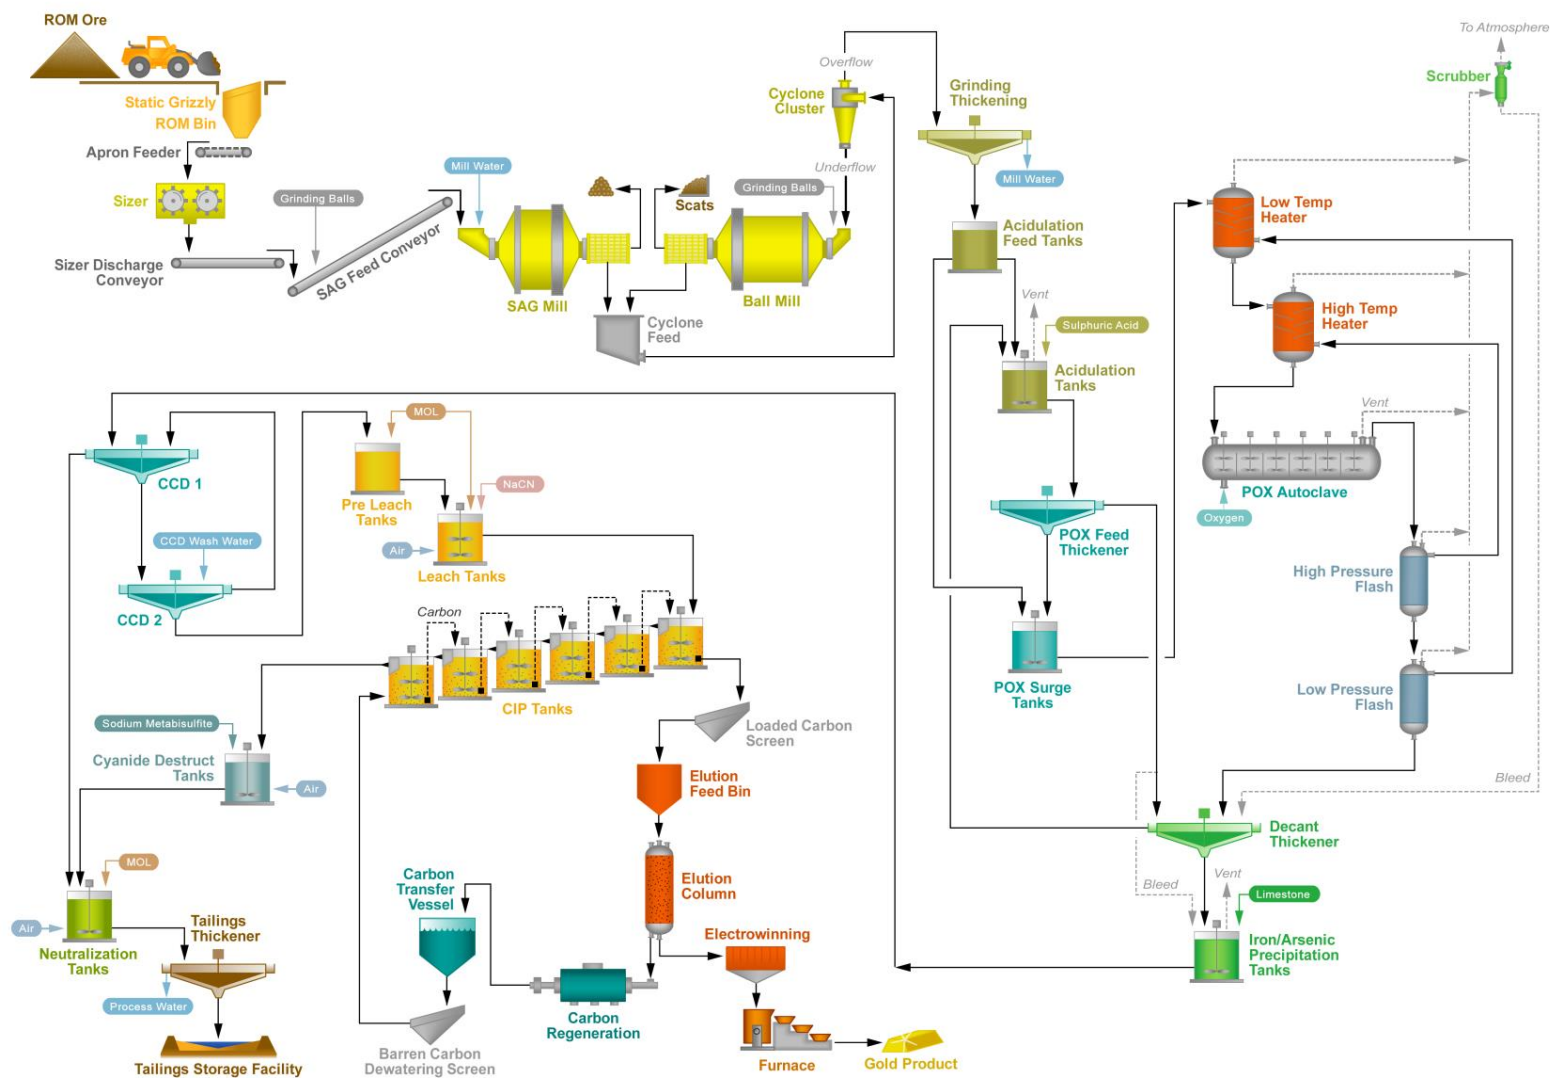 ROM Ore
Static Grizzly
ROM Bin
Apron Feeder
Sizer
Grinding Balls
Sizer Discharge
Conveyor
SAG Feed Conveyor
Mill Water
SAG Mill
Scats
Cyclone
Feed
Ball Mill
Grinding Balls
Cyclone
Cluster
Overflow
Underflow
Grinding
Thickening
Mill Water
Acidulation
Feed Tanks
Vent
Sulphuric Acid
Acidulation
Tanks
POX Feed
Thickener
POX Surge
Tanks
To Atmosphere
Scrubber
Low Temp
Heater
High Temp
Heater
Vent
POX Autoclave
Oxygen
High Pressure
Flash
Low Pressure
Flash
Bleed
Decant
Thickener
Bleed
Vent
Limestone
Iron/Arsenic
Precipitation
Tanks
CCD 1
CCD Wash Water
CCD 2
MOL
Pre Leach
Tanks
NaCN
Air
Leach Tanks
Carbon
CIP Tanks
Loaded Carbon
Screen
Sodium Metabisulfite
Cyanide Destruct
Tanks
Air
Elution
Feed Bin
Elution
Column
Carbon
Transfer
Vessel
Electrowinning
Carbon
Regeneration
Barren Carbon
Dewatering Screen
Furnace
Gold Product
MOL
Air
Neutralization
Tanks
Tailings
Thickener
Process Water
Tailings Storage Facility